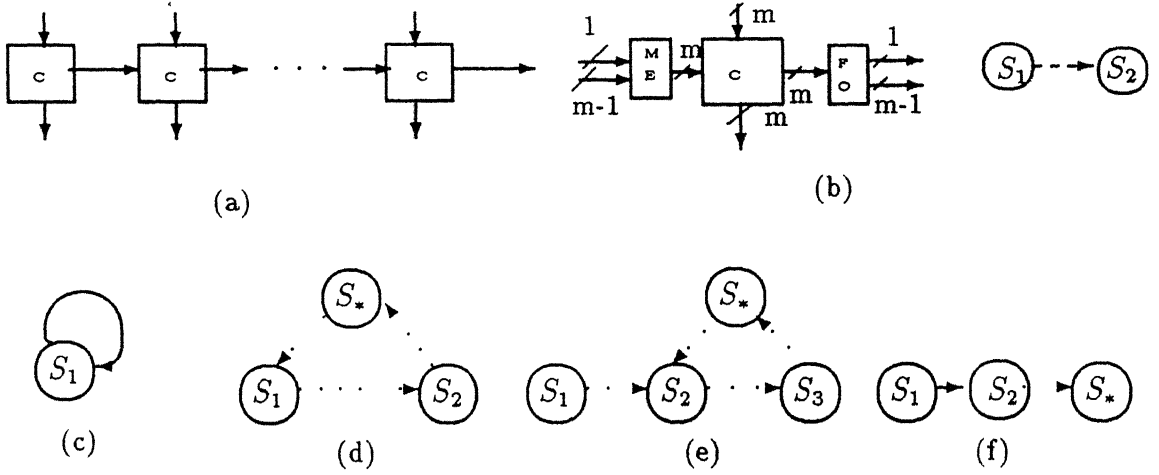 C C . . . C
(a)
1 m-1 M E m m C m m F O 1 m-1
(b)
S₁ S₂
S₁
(c)
S₁ S₂ S*
(d)
S₁ S₂ S₃ S*
(e)
S₁ S₂ S*
(f)